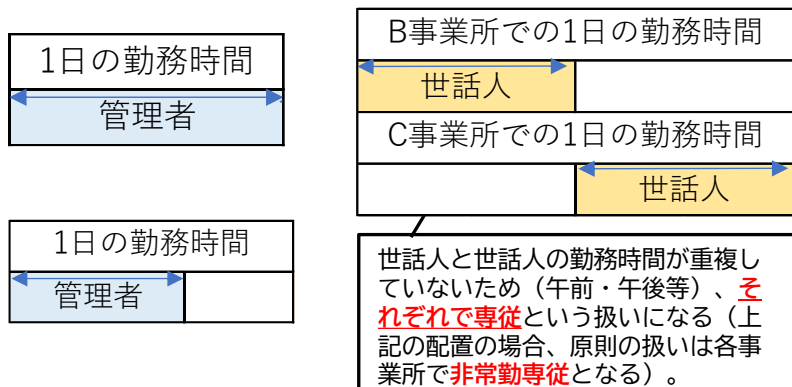 1日の勤務時間
管理者
1日の勤務時間
管理者
B事業所での1日の勤務時間
世話人
C事業所での1日の勤務時間
世話人
世話人と世話人の勤務時間が重複し
ていないため（午前・午後等）、そ
れぞれで専従という扱いになる（上
記の配置の場合、原則の扱いは各事
業所で非常勤専従となる）。